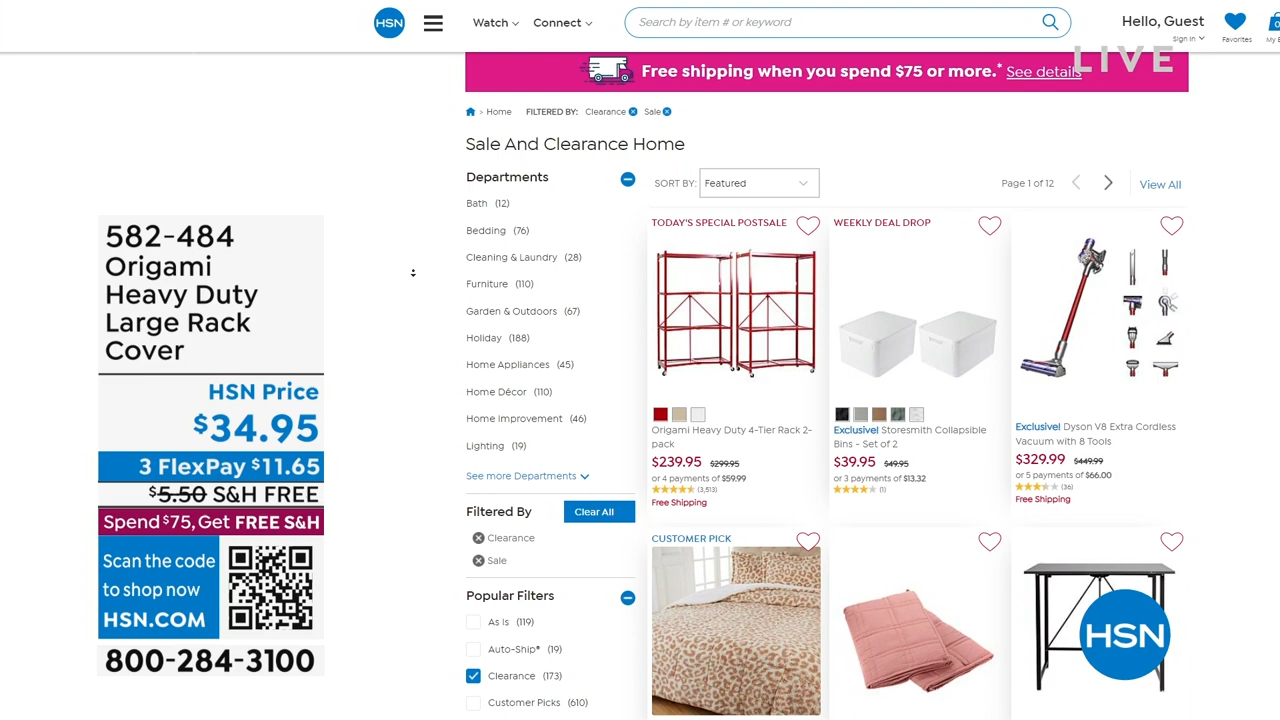 HSN
Watch
Connect
Search by item # or keyword
Hello, Guest
Sign In
Favorites
0
LIVE
Free shipping when you spend $75 or more.* See details
> Home FILTERED BY: Clearance Sale
Sale And Clearance Home
Departments
Bath (12)
Bedding (76)
Cleaning & Laundry (28)
Furniture (110)
Garden & Outdoors (67)
Holiday (188)
Home Appliances (45)
Home Décor (110)
Home Improvement (46)
Lighting (19)
See more Departments
Filtered By
Clear All
Clearance
Sale
Popular Filters
As Is (119)
Auto-Ship® (19)
Clearance (173)
Customer Picks (610)
SORT BY: Featured
Page 1 of 12
View All
TODAY'S SPECIAL POSTSALE
Origami Heavy Duty 4-Tier Rack 2-
pack
$239.95 $299.95
or 4 payments of $59.99
(3,513)
Free Shipping
WEEKLY DEAL DROP
Exclusive! Storesmith Collapsible
Bins - Set of 2
$39.95 $49.95
or 3 payments of $13.32
(1)
Exclusive! Dyson V8 Extra Cordless
Vacuum with 8 Tools
$329.99 $449.99
or 5 payments of $66.00
(36)
Free Shipping
CUSTOMER PICK
HSN
582-484
Origami
Heavy Duty
Large Rack
Cover
HSN Price
$34.95
3 FlexPay $11.65
$5.50 S&H FREE
Spend $75, Get FREE S&H
Scan the code
to shop now
HSN.COM
800-284-3100